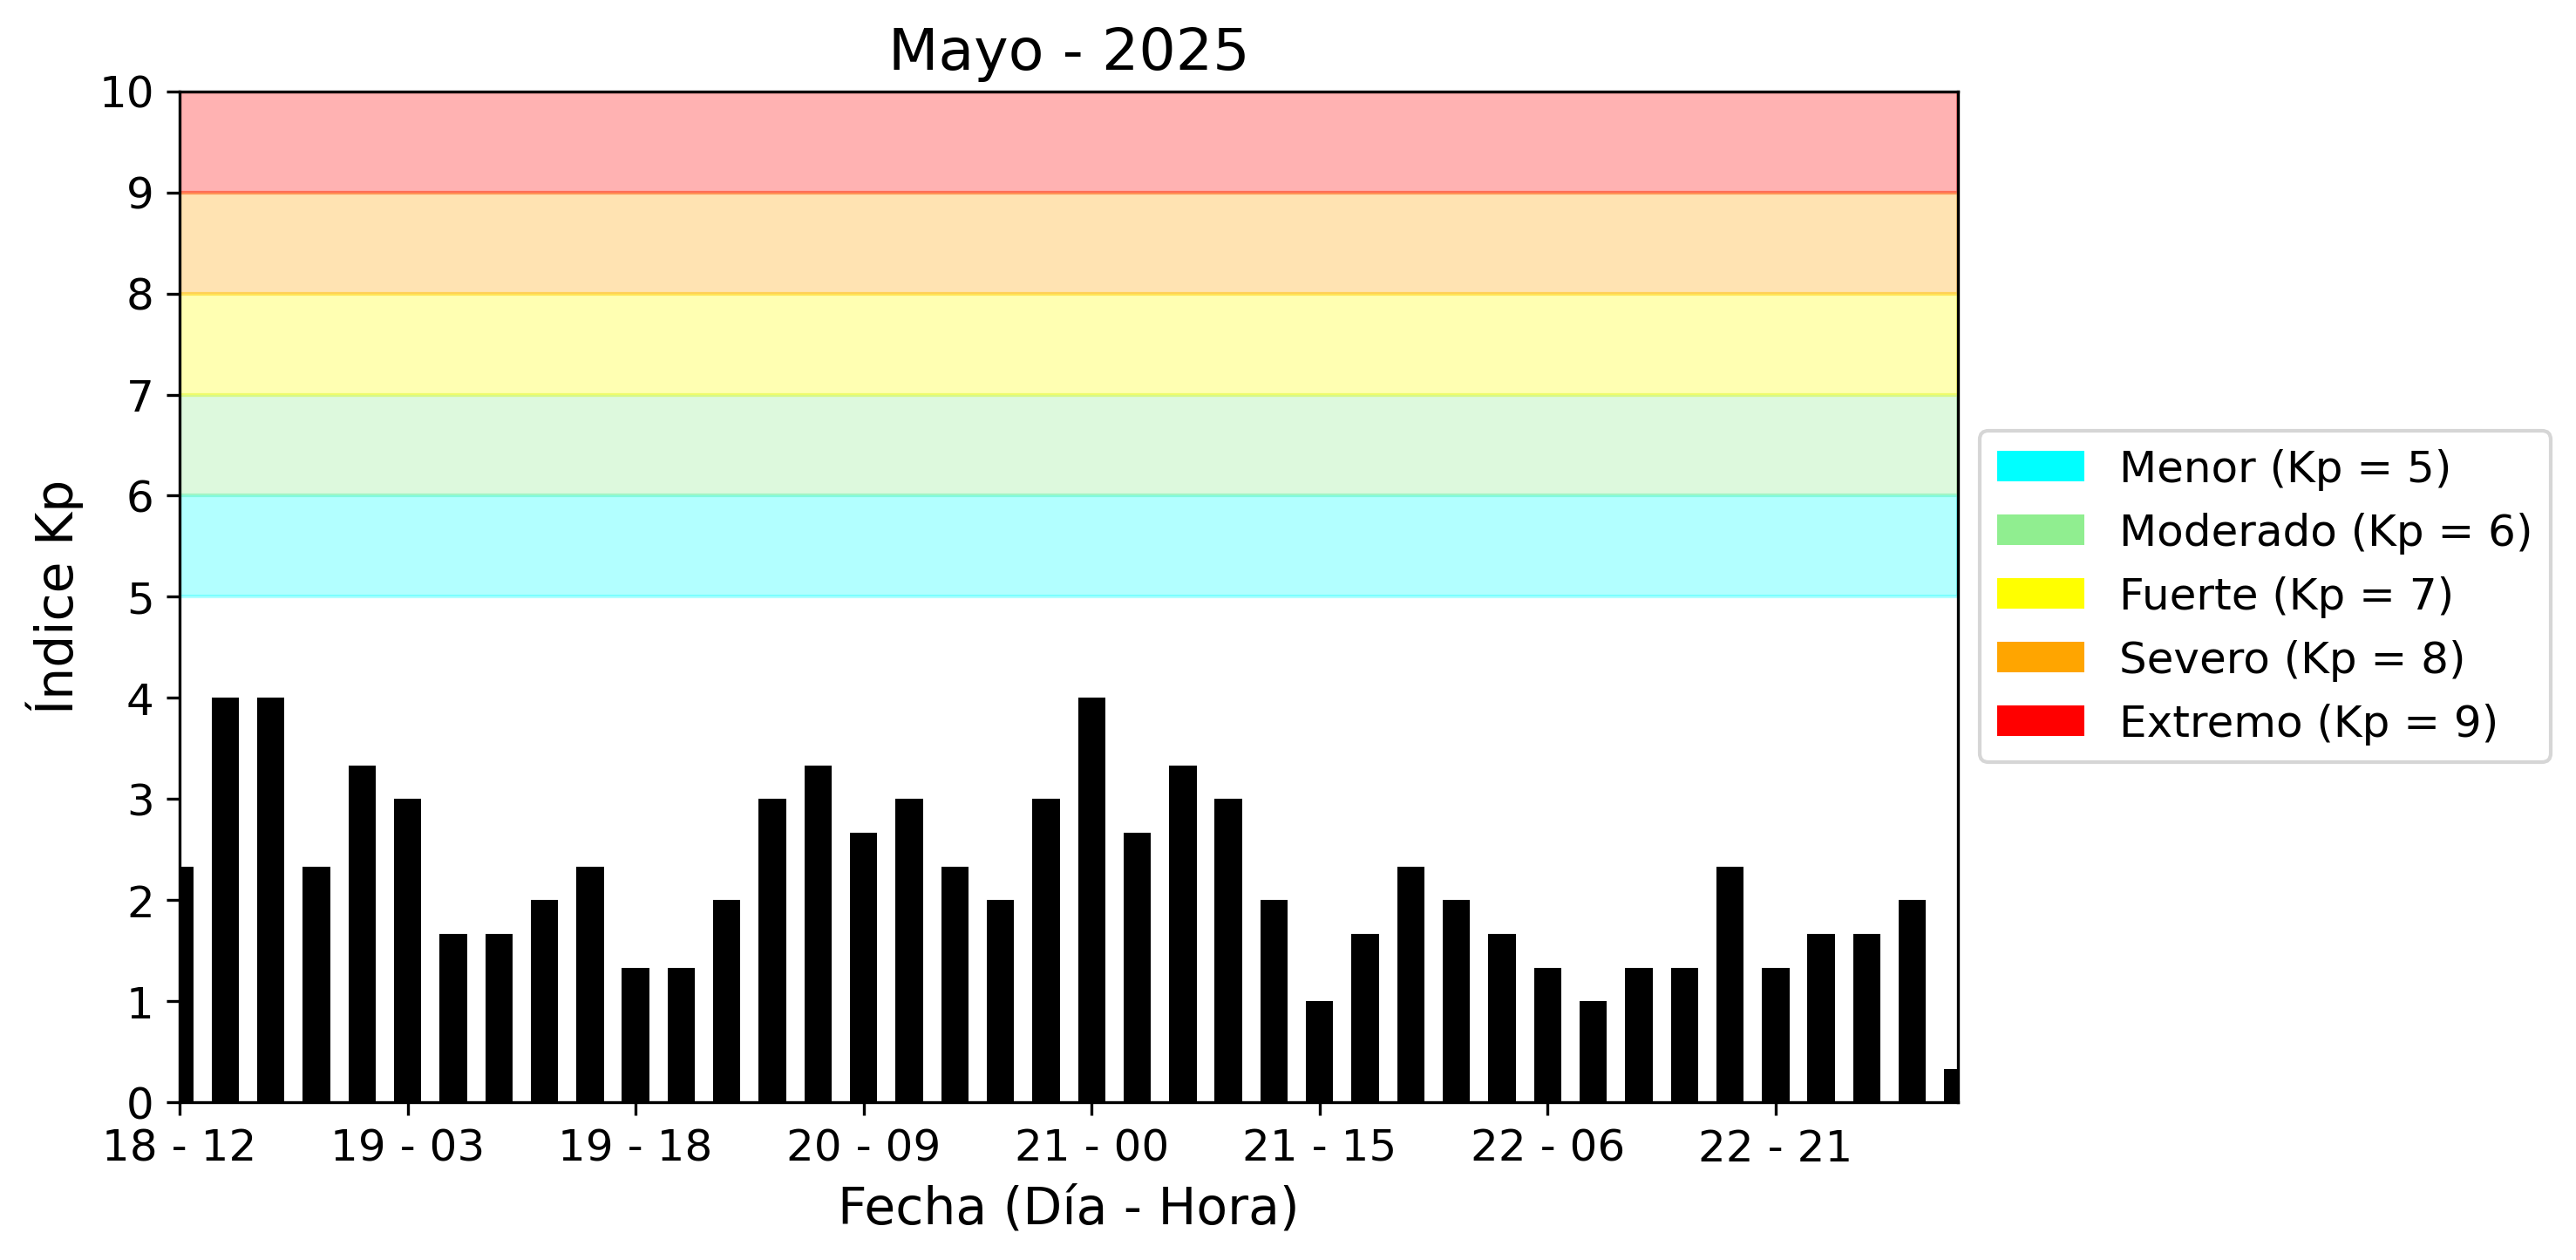 Mayo - 2025
10
9
8
7
6
5
4
3
2
1
0
Índice Kp
18 - 12
19 - 03
19 - 18
20 - 09
21 - 00
21 - 15
22 - 06
22 - 21
Fecha (Día - Hora)
Menor (Kp = 5)
Moderado (Kp = 6)
Fuerte (Kp = 7)
Severo (Kp = 8)
Extremo (Kp = 9)